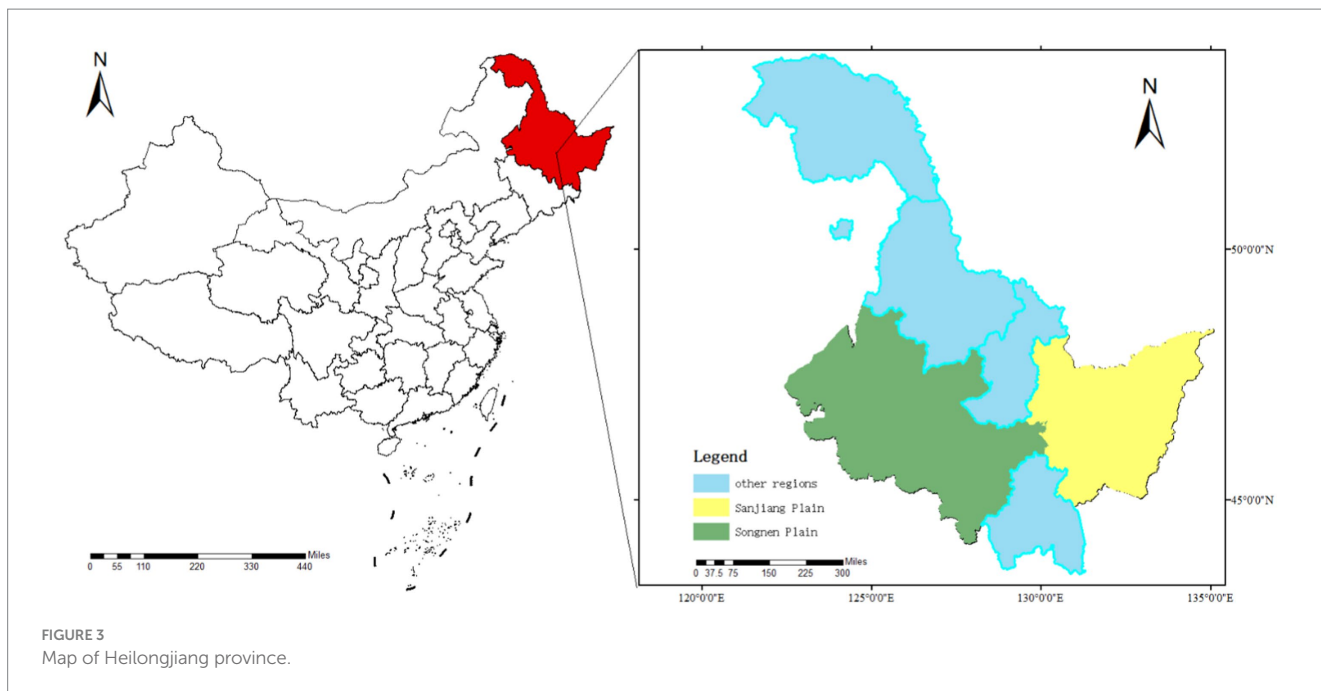 N
Miles
0 55 110 220 330 440
N
50°0'0"N
45°0'0"N
Legend
other regions
Sanjiang Plain
Songnen Plain
Miles
0 37.5 75 150 225 300
120°0'0"E 125°0'0"E 130°0'0"E 135°0'0"E
FIGURE 3
Map of Heilongjiang province.